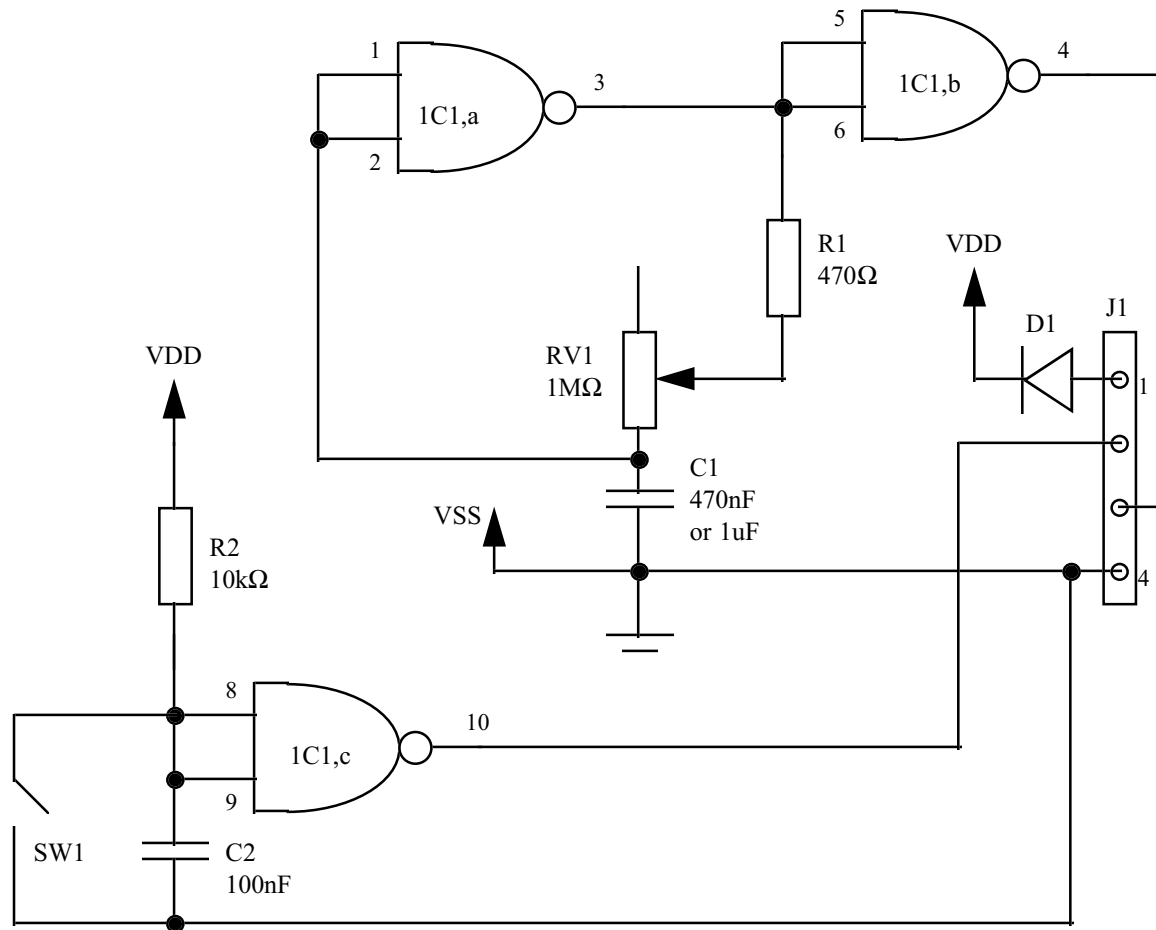 5
4
1
3
1C1,b
1C1,a
6
2
R1
470Ω
VDD
J1
D1
RV1
1MΩ
VDD
1
C1
470nF
or 1uF
VSS
R2
10kΩ
4
8
10
1C1,c
9
SW1
C2
100nF